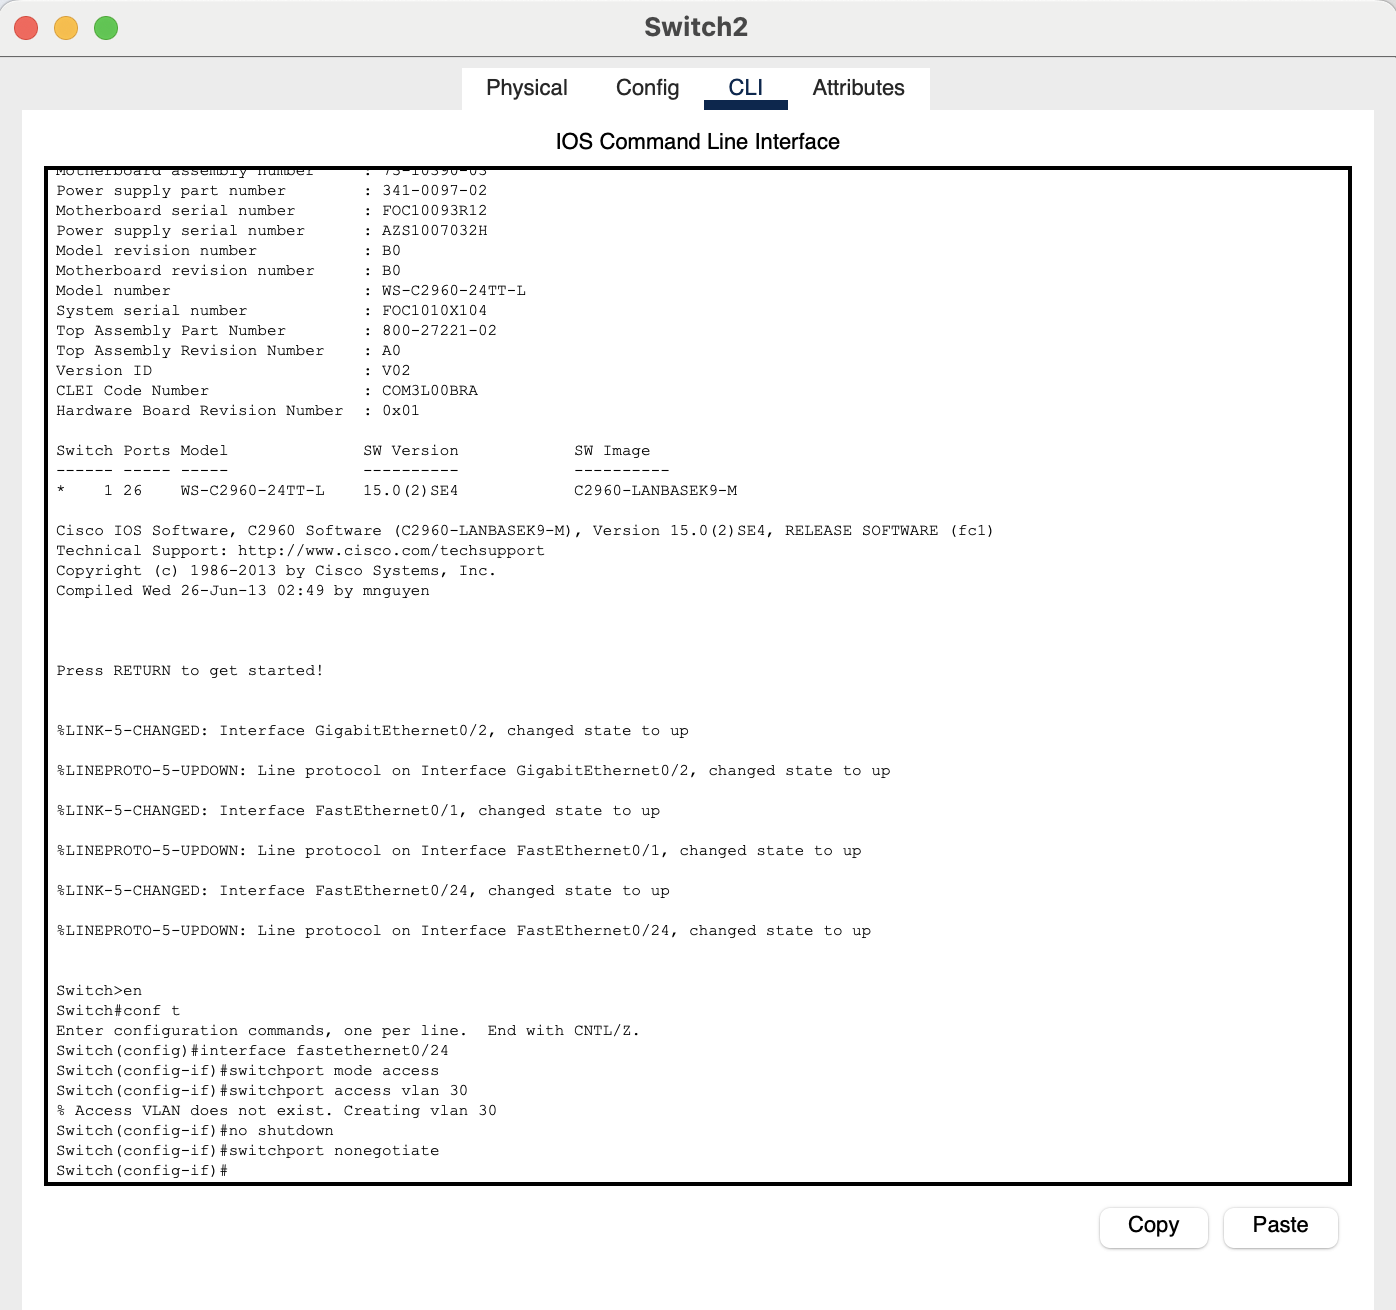 Switch2
Physical Config CLI Attributes
IOS Command Line Interface
Motherboard assembly number : 73-10390-03
Power supply part number : 341-0097-02
Motherboard serial number : FOC10093R12
Power supply serial number : AZS1007032H
Model revision number : B0
Motherboard revision number : B0
Model number : WS-C2960-24TT-L
System serial number : FOC1010X104
Top Assembly Part Number : 800-27221-02
Top Assembly Revision Number : A0
Version ID : V02
CLEI Code Number : COM3L00BRA
Hardware Board Revision Number : 0x01
Switch Ports Model SW Version SW Image
------ ----- ----- ---------- ----------
* 1 26 WS-C2960-24TT-L 15.0(2)SE4 C2960-LANBASEK9-M
Cisco IOS Software, C2960 Software (C2960-LANBASEK9-M), Version 15.0(2)SE4, RELEASE SOFTWARE (fc1)
Technical Support: http://www.cisco.com/techsupport
Copyright (c) 1986-2013 by Cisco Systems, Inc.
Compiled Wed 26-Jun-13 02:49 by mnguyen
Press RETURN to get started!
%LINK-5-CHANGED: Interface GigabitEthernet0/2, changed state to up
%LINEPROTO-5-UPDOWN: Line protocol on Interface GigabitEthernet0/2, changed state to up
%LINK-5-CHANGED: Interface FastEthernet0/1, changed state to up
%LINEPROTO-5-UPDOWN: Line protocol on Interface FastEthernet0/1, changed state to up
%LINK-5-CHANGED: Interface FastEthernet0/24, changed state to up
%LINEPROTO-5-UPDOWN: Line protocol on Interface FastEthernet0/24, changed state to up
Switch>en
Switch#conf t
Enter configuration commands, one per line. End with CNTL/Z.
Switch(config)#interface fastethernet0/24
Switch(config-if)#switchport mode access
Switch(config-if)#switchport access vlan 30
% Access VLAN does not exist. Creating vlan 30
Switch(config-if)#no shutdown
Switch(config-if)#switchport nonegotiate
Switch(config-if)#
Copy Paste